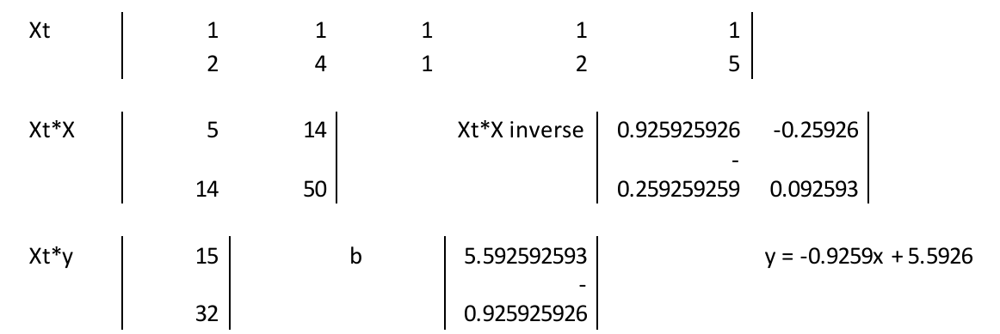 Xt 1 1 1 1 1
2 4 1 2 5
Xt*X 5 14 Xt*X inverse 0.925925926 -0.25926
-
14 50 0.259259259 0.092593
Xt*y 15 b 5.592592593 y = -0.9259x + 5.5926
-
32 0.925925926